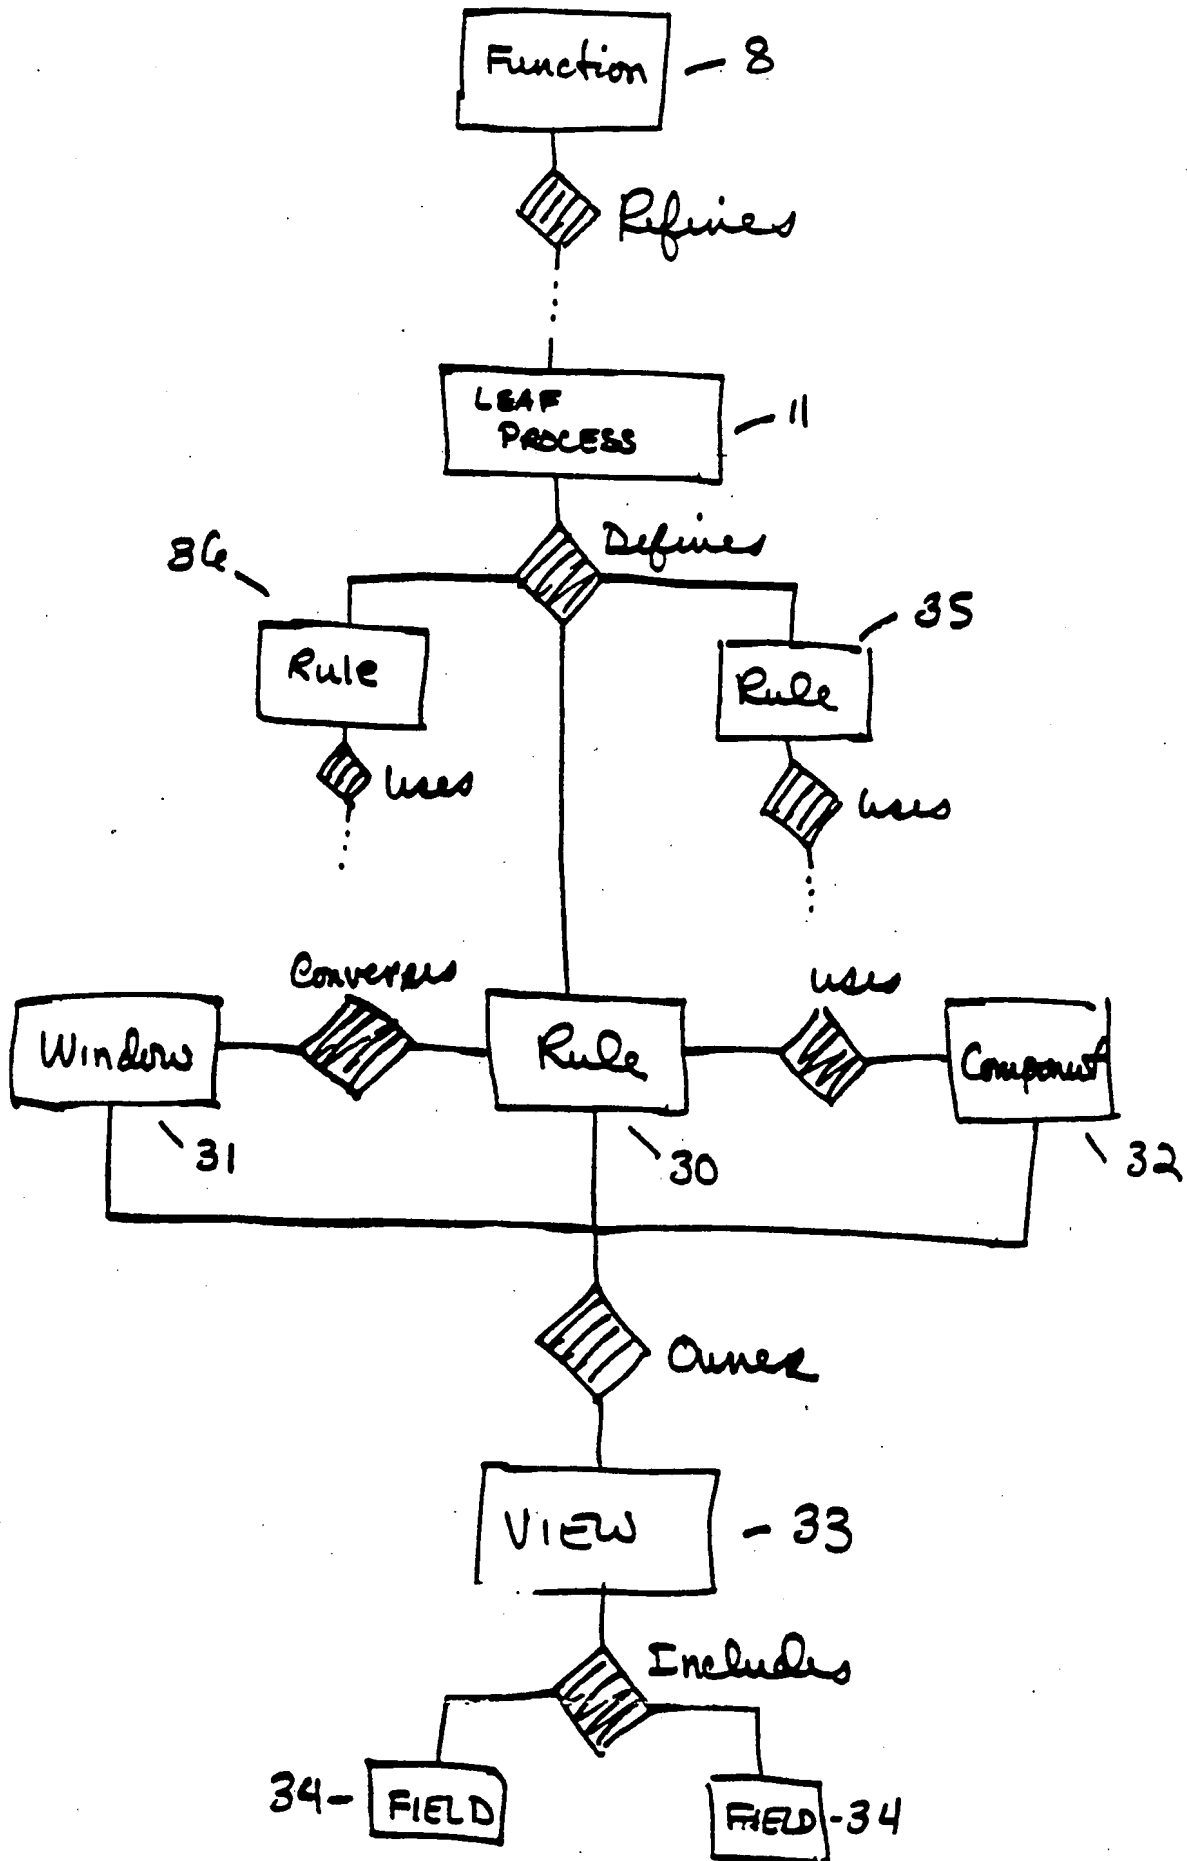 Function
8
Refines
LEAF
PROCESS
11
Defines
36
35
Rule
Rule
uses
uses
Converses
uses
Window
Rule
Component
31
30
32
Owner
VIEW
33
Includes
34
FIELD
FIELD
34